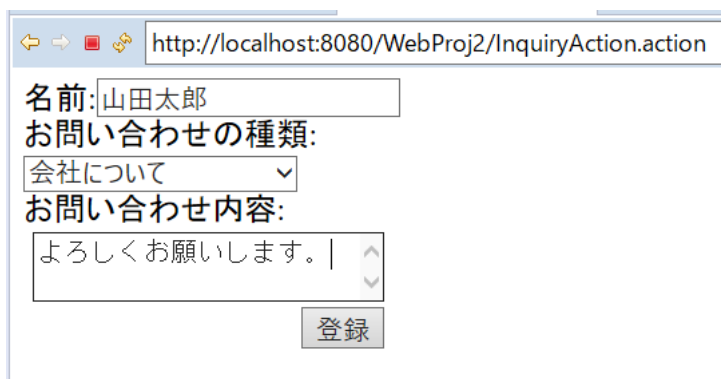 http://localhost:8080/WebProj2/InquiryAction.action
名前:山田太郎
お問い合わせの種類:
会社について
お問い合わせ内容:
よろしくお願いします。
登録